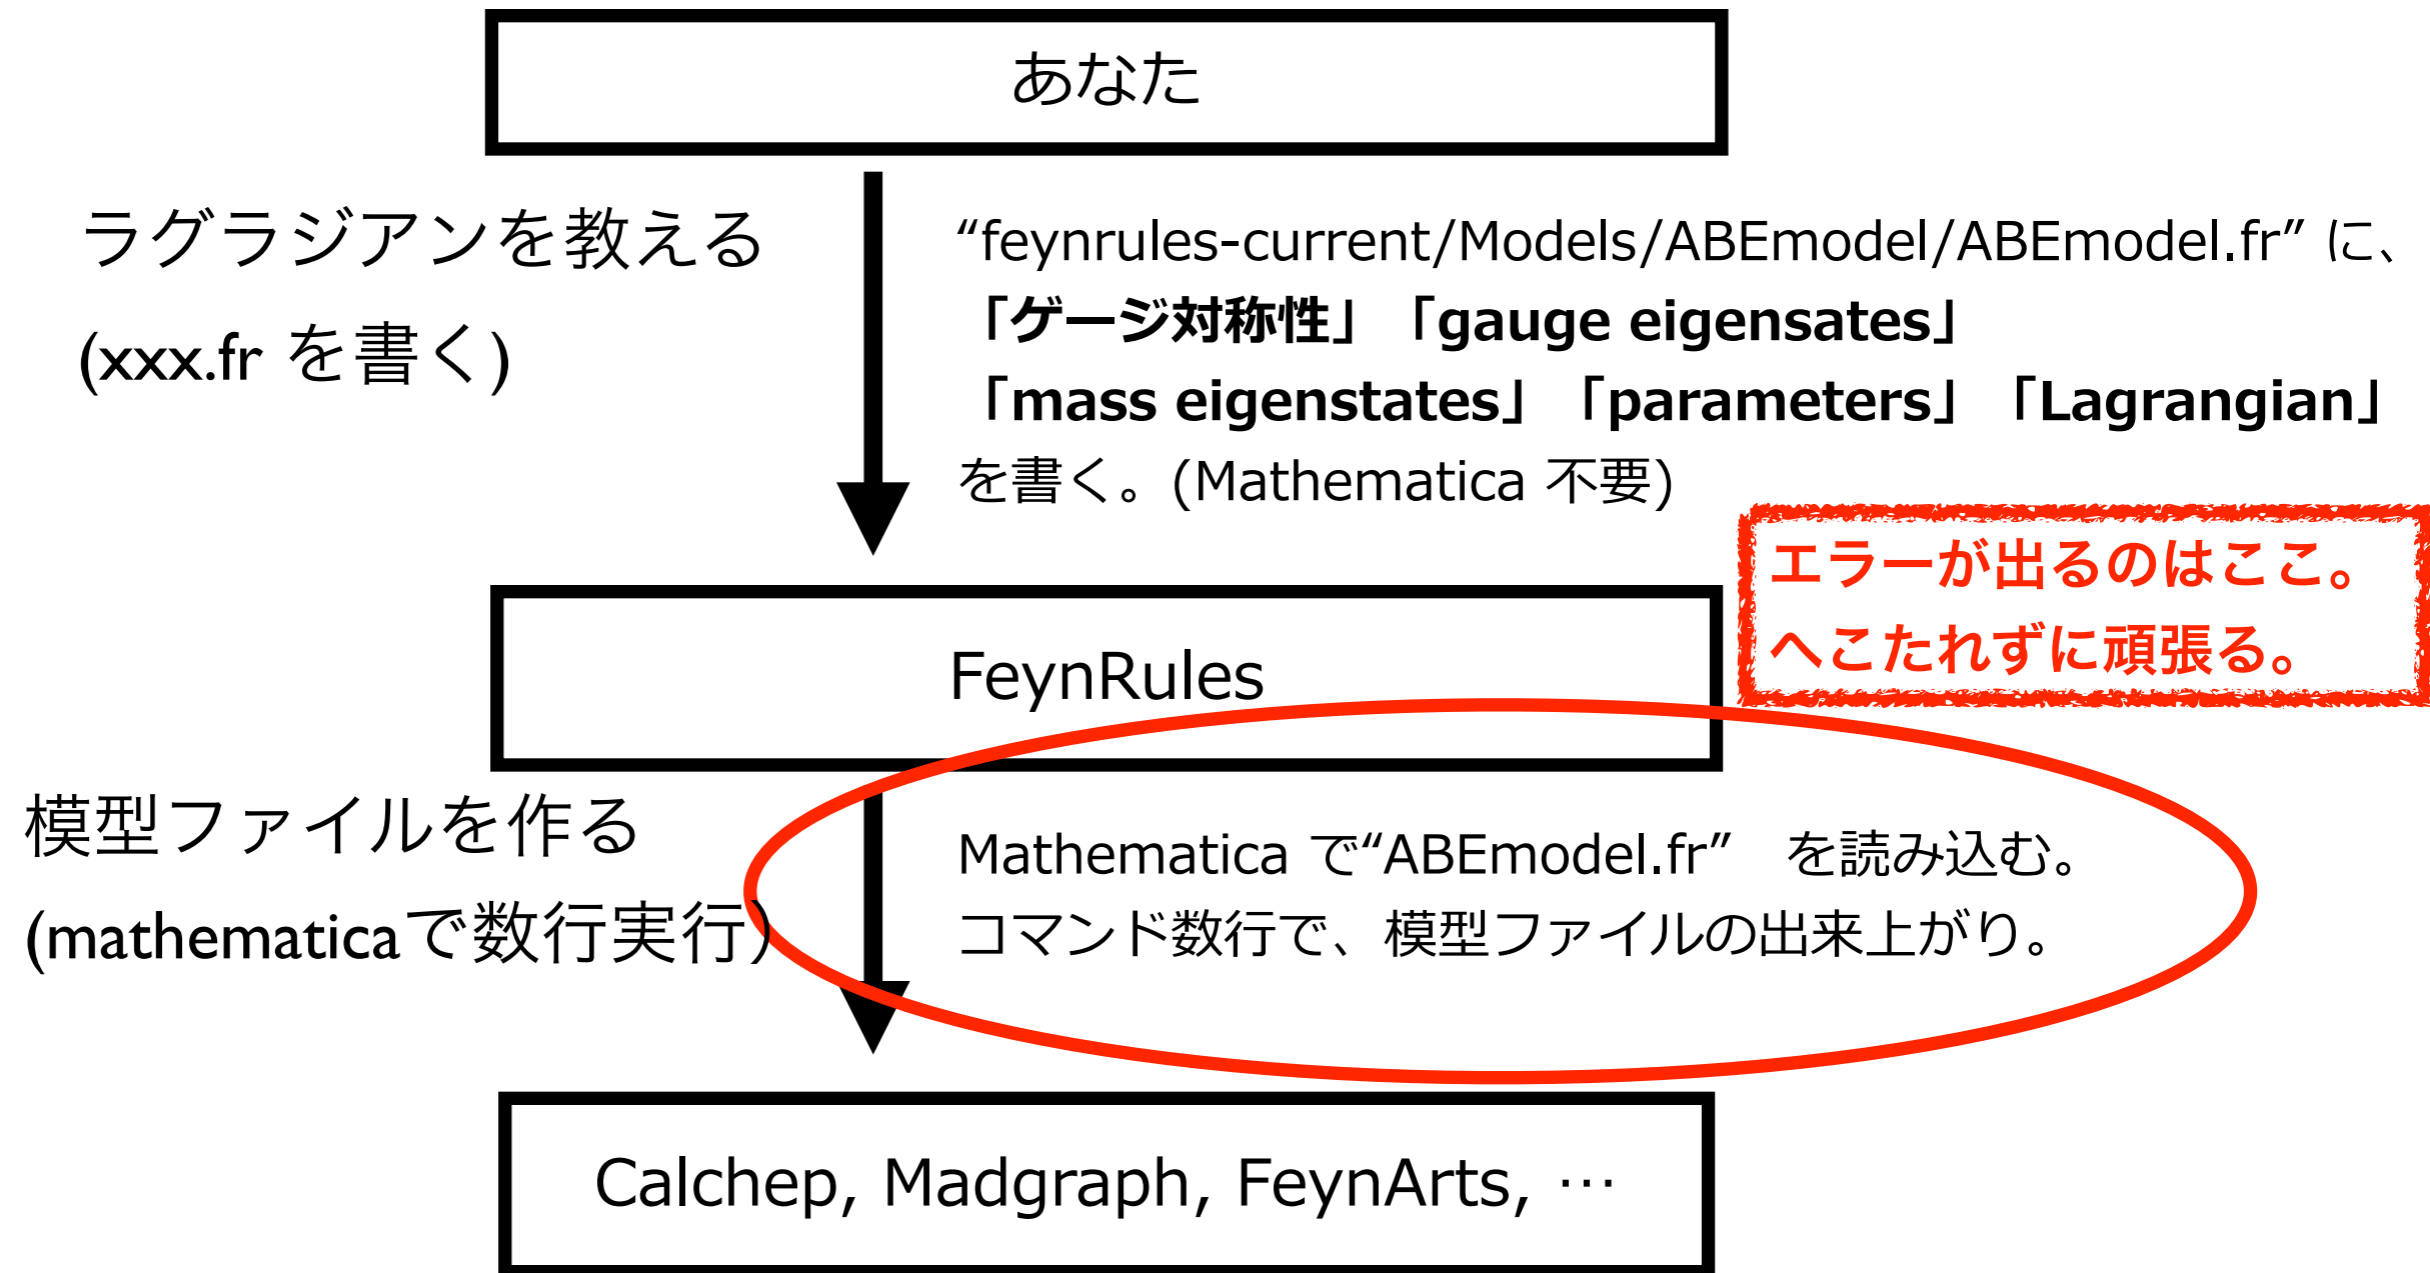 あなた
ラグラジアンを教える
(xxx.fr を書く)
“feynrules-current/Models/ABEmodel/ABEmodel.fr” に、
「ゲージ対称性」「gauge eigensates」
「mass eigenstates」「parameters」「Lagrangian」
を書く。(Mathematica 不要)
エラーが出るのはここ。
へこたれずに頑張る。
FeynRules
模型ファイルを作る
(mathematicaで数行実行)
Mathematica で“ABEmodel.fr”　を読み込む。
コマンド数行で、模型ファイルの出来上がり。
Calchep, Madgraph, FeynArts, …